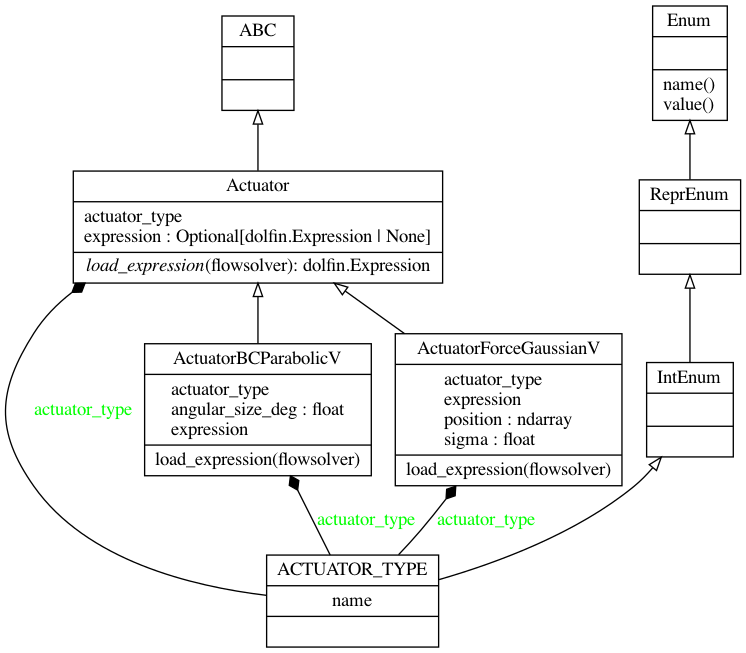 ABC
Enum
name()
value()
Actuator
actuator_type
expression : Optional[dolfin.Expression | None]
load_expression(flowsolver): dolfin.Expression
ReprEnum
ActuatorBCParabolicV
actuator_type
angular_size_deg : float
expression
load_expression(flowsolver)
ActuatorForceGaussianV
actuator_type
expression
position : ndarray
sigma : float
load_expression(flowsolver)
IntEnum
actuator_type
actuator_type
actuator_type
ACTUATOR_TYPE
name